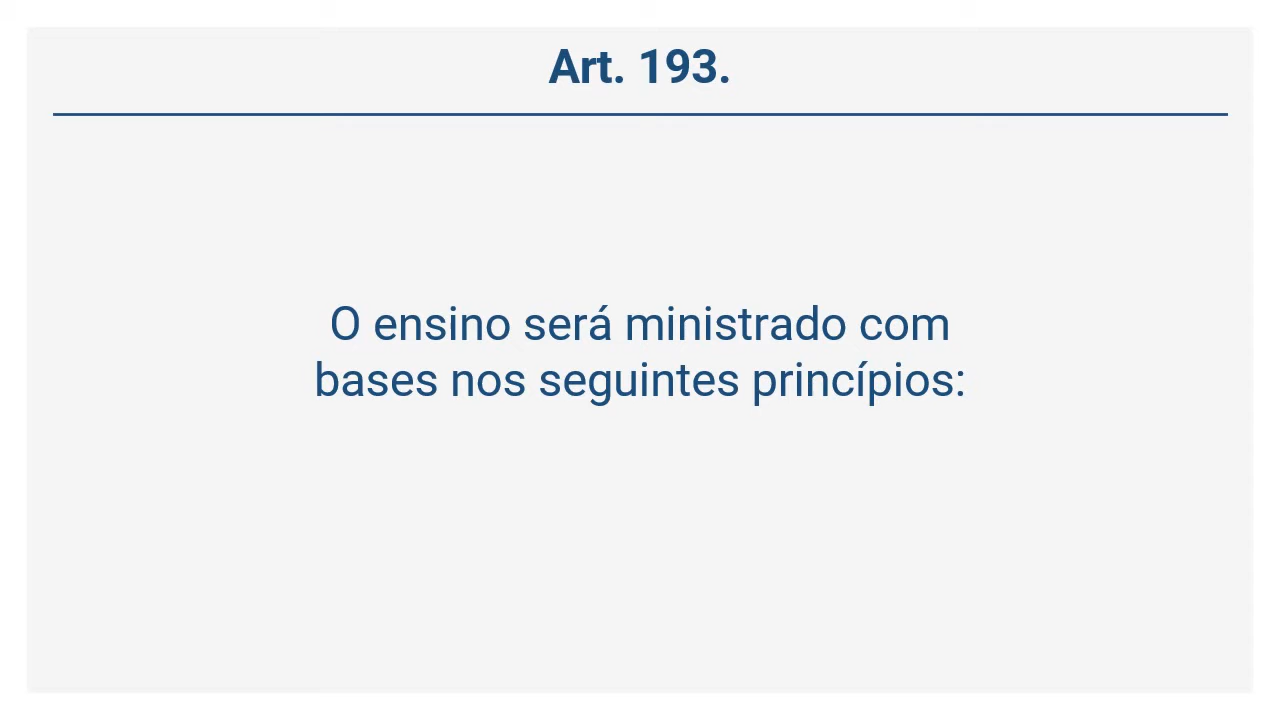 Art. 193.
O ensino será ministrado com
bases nos seguintes princípios: